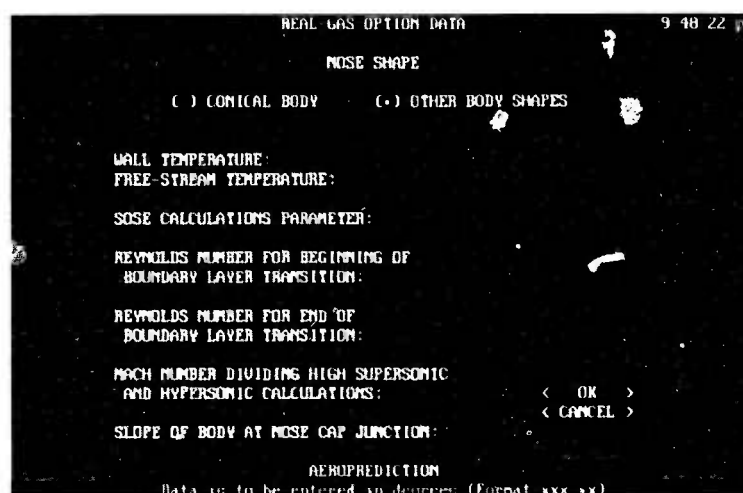 REAL GAS OPTION DATA 9 48 22
NOSE SHAPE
( ) CONICAL BODY (•) OTHER BODY SHAPES
WALL TEMPERATURE:
FREE-STREAM TEMPERATURE:
SOSE CALCULATIONS PARAMETER:
REYNOLDS NUMBER FOR BEGINNING OF
BOUNDARY LAYER TRANSITION:
REYNOLDS NUMBER FOR END OF
BOUNDARY LAYER TRANSITION:
MACH NUMBER DIVIDING HIGH SUPERSONIC
AND HYPERSONIC CALCULATIONS:
< OK >
< CANCEL >
SLOPE OF BODY AT NOSE CAP JUNCTION:
AEROPREDICTION
Data is to be entered in degrees (Format xxx.xx)